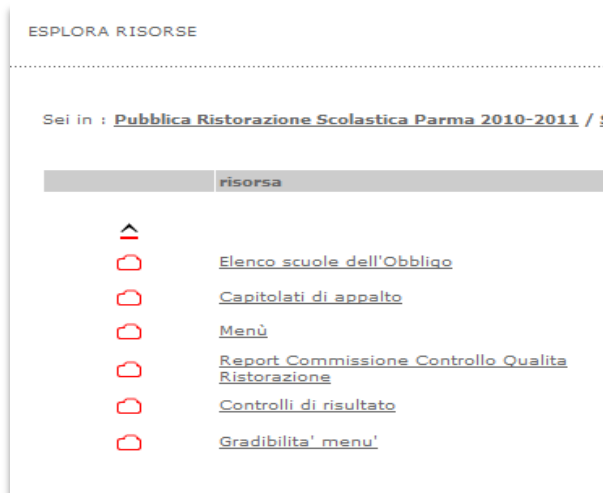 ESPLORA RISORSE
Sei in : Pubblica Ristorazione Scolastica Parma 2010-2011 /
risorsa
Elenco scuole dell'Obbligo
Capitolati di appalto
Menù
Report Commissione Controllo Qualita
Ristorazione
Controlli di risultato
Gradibilita' menu'